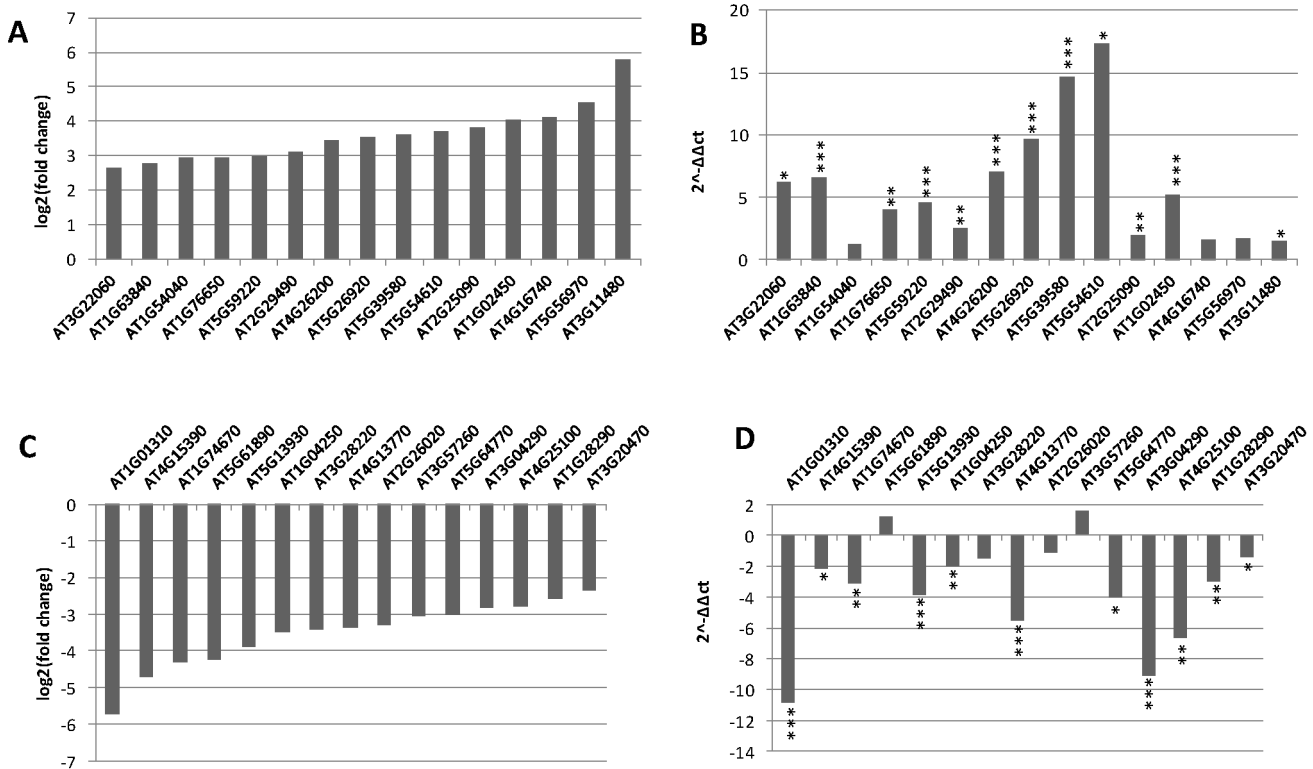 A
log2(fold change)
7
6
5
4
3
2
1
0
AT3G22060
AT1G63840
AT1G54040
AT1G76650
AT5G59220
AT2G29490
AT4G26200
AT5G26920
AT5G39580
AT5G54610
AT2G25090
AT1G02450
AT4G16740
AT5G56970
AT3G11480
B
2^-ΔΔct
20
15
10
5
0
*
***
**
***
**
***
***
***
*
**
***
*
AT3G22060
AT1G63840
AT1G54040
AT1G76650
AT5G59220
AT2G29490
AT4G26200
AT5G26920
AT5G39580
AT5G54610
AT2G25090
AT1G02450
AT4G16740
AT5G56970
AT3G11480
C
AT1G01310
AT4G15390
AT1G74670
AT5G61890
AT5G13930
AT1G04250
AT3G28220
AT4G13770
AT2G26020
AT3G57260
AT5G64770
AT3G04290
AT4G25100
AT1G28290
AT3G20470
log2(fold change)
0
-1
-2
-3
-4
-5
-6
-7
D
AT1G01310
AT4G15390
AT1G74670
AT5G61890
AT5G13930
AT1G04250
AT3G28220
AT4G13770
AT2G26020
AT3G57260
AT5G64770
AT3G04290
AT4G25100
AT1G28290
AT3G20470
2^-ΔΔct
2
0
-2
-4
-6
-8
-10
-12
-14
***
*
**
***
**
***
*
***
**
**
*